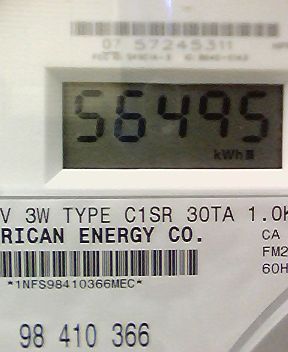 07 57245311
56495
kWh
V 3W TYPE C1SR 30TA 1.0K
RICAN ENERGY CO.
CA
FM2
60H
*1NFS98410366MEC*
98 410 366